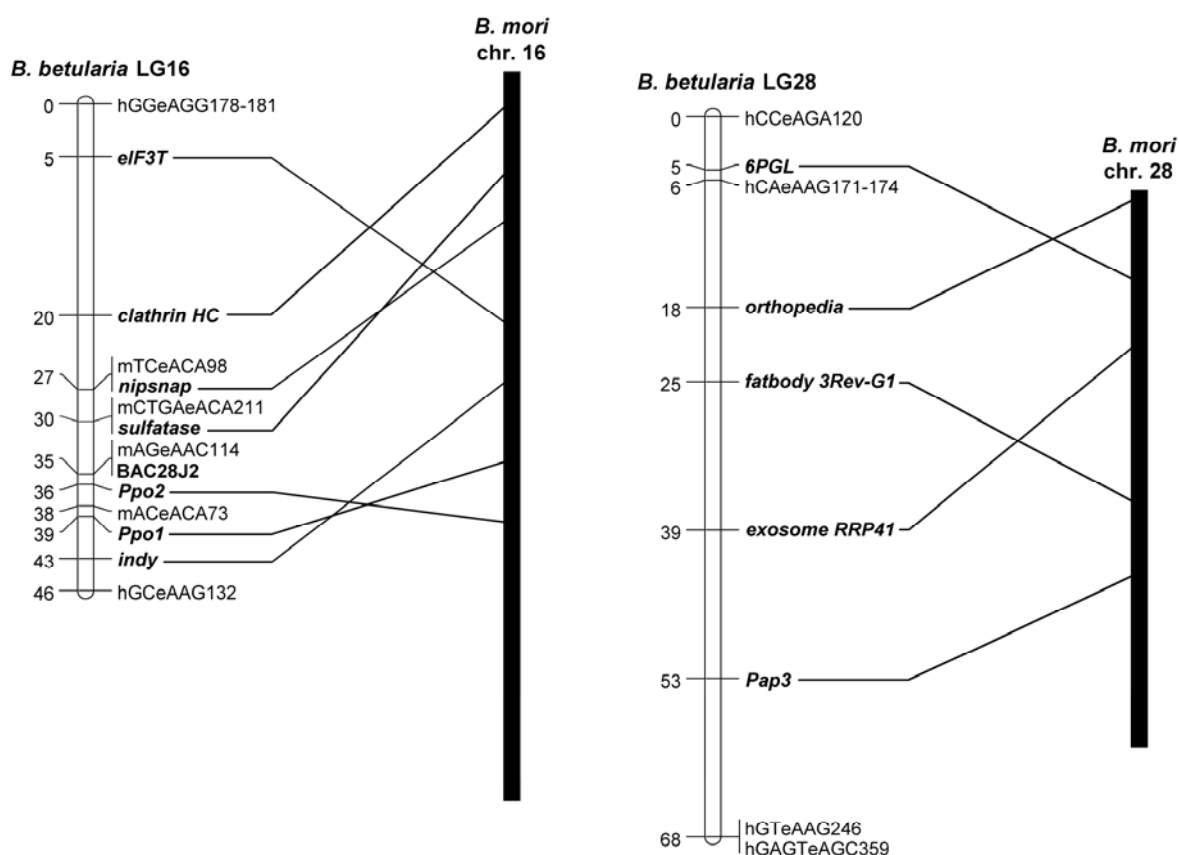 B. mori
chr. 16
B. betularia LG16
0 hGGeAGG178-181
5 eIF3T
20 clathrin HC
mTCeACA98
27 nipsnap
mCTGAeACA211
30 sulfatase
mAGeAAC114
35 BAC28J2
36 Ppo2
38 mACeACA73
39 Ppo1
43 indy
46 hGCeAAG132
B. betularia LG28
B. mori
chr. 28
0 hCCeAGA120
5 6PGL
6 hCAeAAG171-174
18 orthopedia
25 fatbody 3Rev-G1
39 exosome RRP41
53 Pap3
68 hGTeAAG246
hGAGTeAGC359